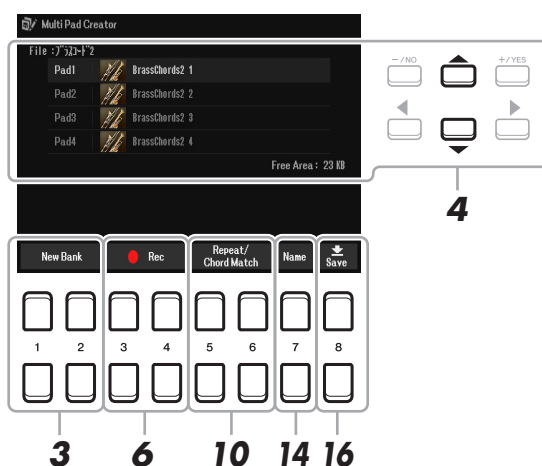 Multi Pad Creator
File :ブラスコード2
Pad1 BrassChords2 1
Pad2 BrassChords2 2
Pad3 BrassChords2 3
Pad4 BrassChords2 4
Free Area : 23 KB
-/NO
+/YES
4
New Bank
Rec
Repeat/
Chord Match
Name
Save
1 2 3 4 5 6 7 8
3 6 10 14 16